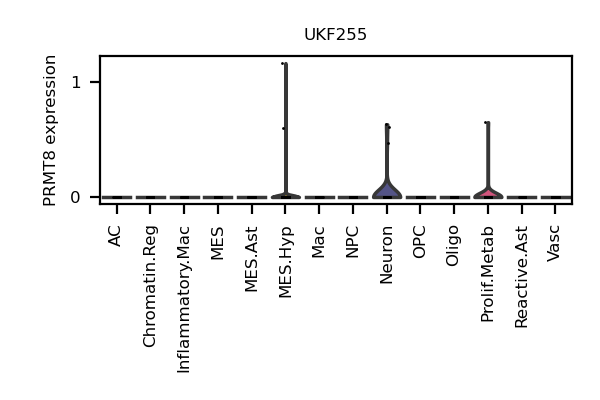 UKF255
PRMT8 expression
1
0
AC
Chromatin.Reg
Inflammatory.Mac
MES
MES.Ast
MES.Hyp
Mac
NPC
Neuron
OPC
Oligo
Prolif.Metab
Reactive.Ast
Vasc